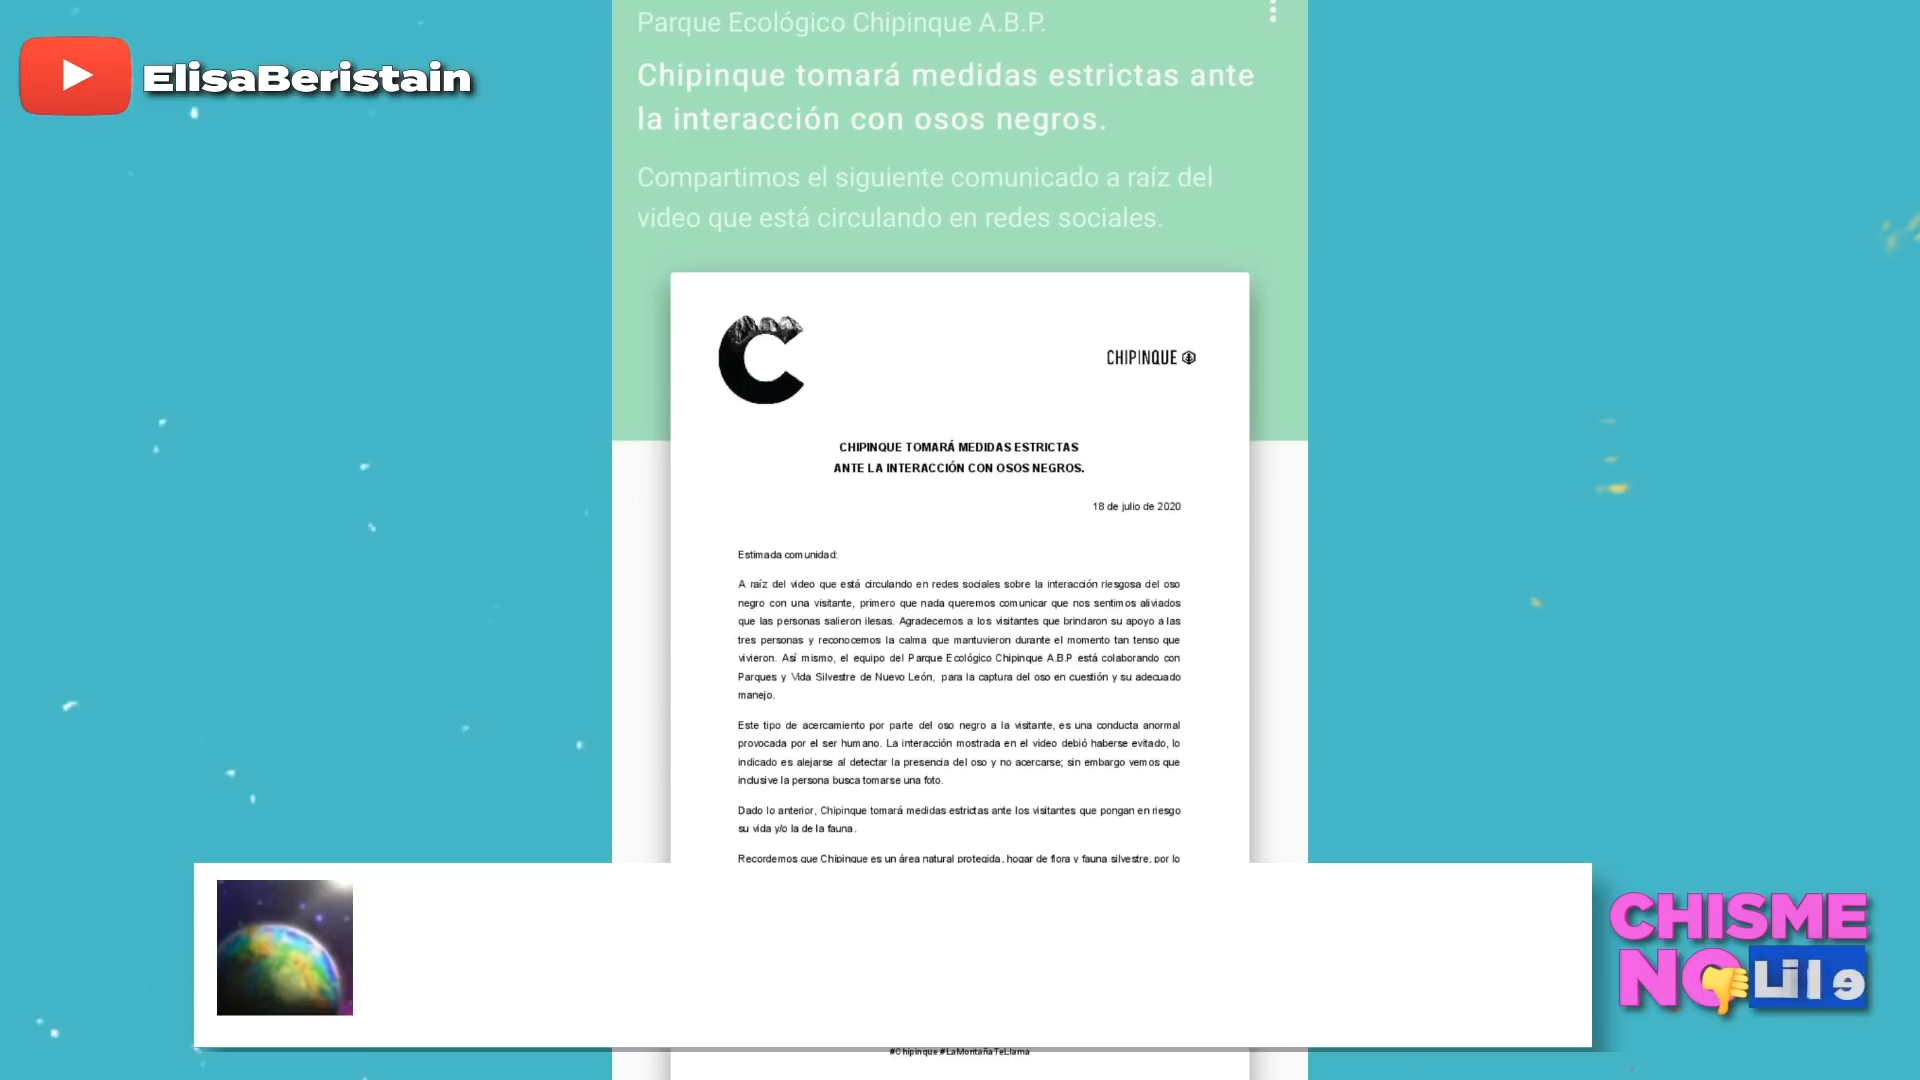 ElisaBeristain
Parque Ecológico Chipinque A.B.P.
Chipinque tomará medidas estrictas ante
la interacción con osos negros.
Compartimos el siguiente comunicado a raíz del
video que está circulando en redes sociales.
CHIPINQUE
CHIPINQUE TOMARÁ MEDIDAS ESTRICTAS
ANTE LA INTERACCIÓN CON OSOS NEGROS.
18 de julio de 2020
Estimada comunidad:
A raíz del video que está circulando en redes sociales sobre la interacción riesgosa del oso
negro con una visitante, primero que nada queremos comunicar que nos sentimos aliviados
que las personas salieron ilesas. Agradecemos a los visitantes que brindaron su apoyo a las
tres personas y reconocemos la calma que mantuvieron durante el momento tan tenso que
vivieron. Así mismo, el equipo del Parque Ecológico Chipinque A.B.P está colaborando con
Parques y Vida Silvestre de Nuevo León, para la captura del oso en cuestión y su adecuado
manejo.
Este tipo de acercamiento por parte del oso negro a la visitante, es una conducta anormal
provocada por el ser humano. La interacción mostrada en el video debió haberse evitado, lo
indicado es alejarse al detectar la presencia del oso y no acercarse; sin embargo vemos que
inclusive la persona busca tomarse una foto.
Dado lo anterior, Chipinque tomará medidas estrictas ante los visitantes que pongan en riesgo
su vida y/o la de la fauna.
Recordemos que Chipinque es un área natural protegida, hogar de flora y fauna silvestre, por lo
#Chipinque #LaMontañaTeLlama
CHISME
NO